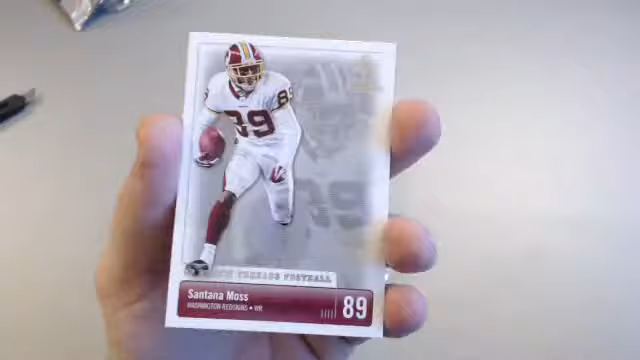 89
THREADS FOOTBALL
Santana Moss
WASHINGTON REDSKINS • WR
89